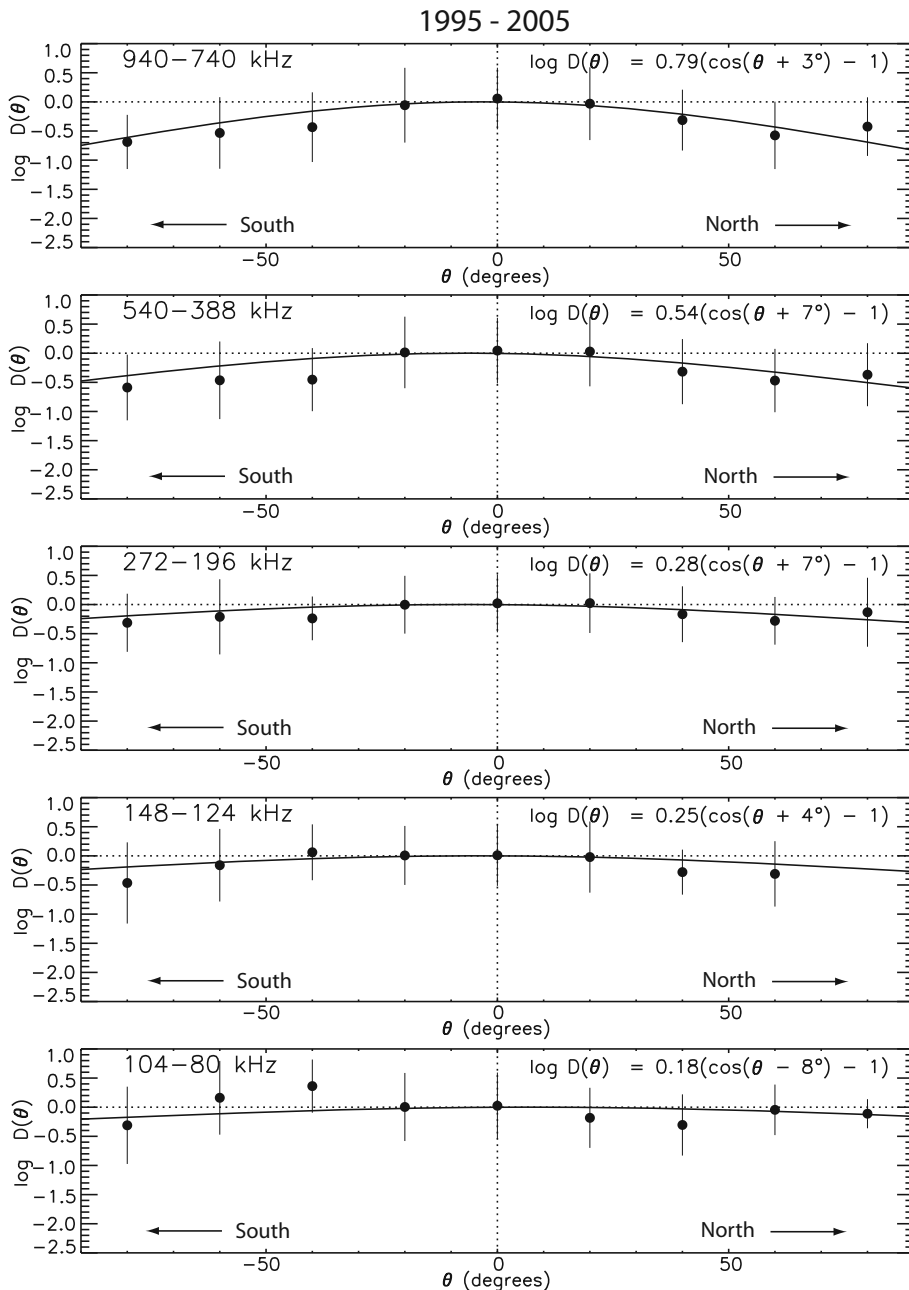 1995 - 2005
940–740 kHz
log D(θ) = 0.79(cos(θ + 3°) − 1)
1.0
0.5
0.0
−0.5
−1.0
−1.5
−2.0
−2.5
log D(θ)
South
North
−50
0
50
θ (degrees)
540–388 kHz
log D(θ) = 0.54(cos(θ + 7°) − 1)
1.0
0.5
0.0
−0.5
−1.0
−1.5
−2.0
−2.5
log D(θ)
South
North
−50
0
50
θ (degrees)
272–196 kHz
log D(θ) = 0.28(cos(θ + 7°) − 1)
1.0
0.5
0.0
−0.5
−1.0
−1.5
−2.0
−2.5
log D(θ)
South
North
−50
0
50
θ (degrees)
148–124 kHz
log D(θ) = 0.25(cos(θ + 4°) − 1)
1.0
0.5
0.0
−0.5
−1.0
−1.5
−2.0
−2.5
log D(θ)
South
North
−50
0
50
θ (degrees)
104–80 kHz
log D(θ) = 0.18(cos(θ − 8°) − 1)
1.0
0.5
0.0
−0.5
−1.0
−1.5
−2.0
−2.5
log D(θ)
South
North
−50
0
50
θ (degrees)